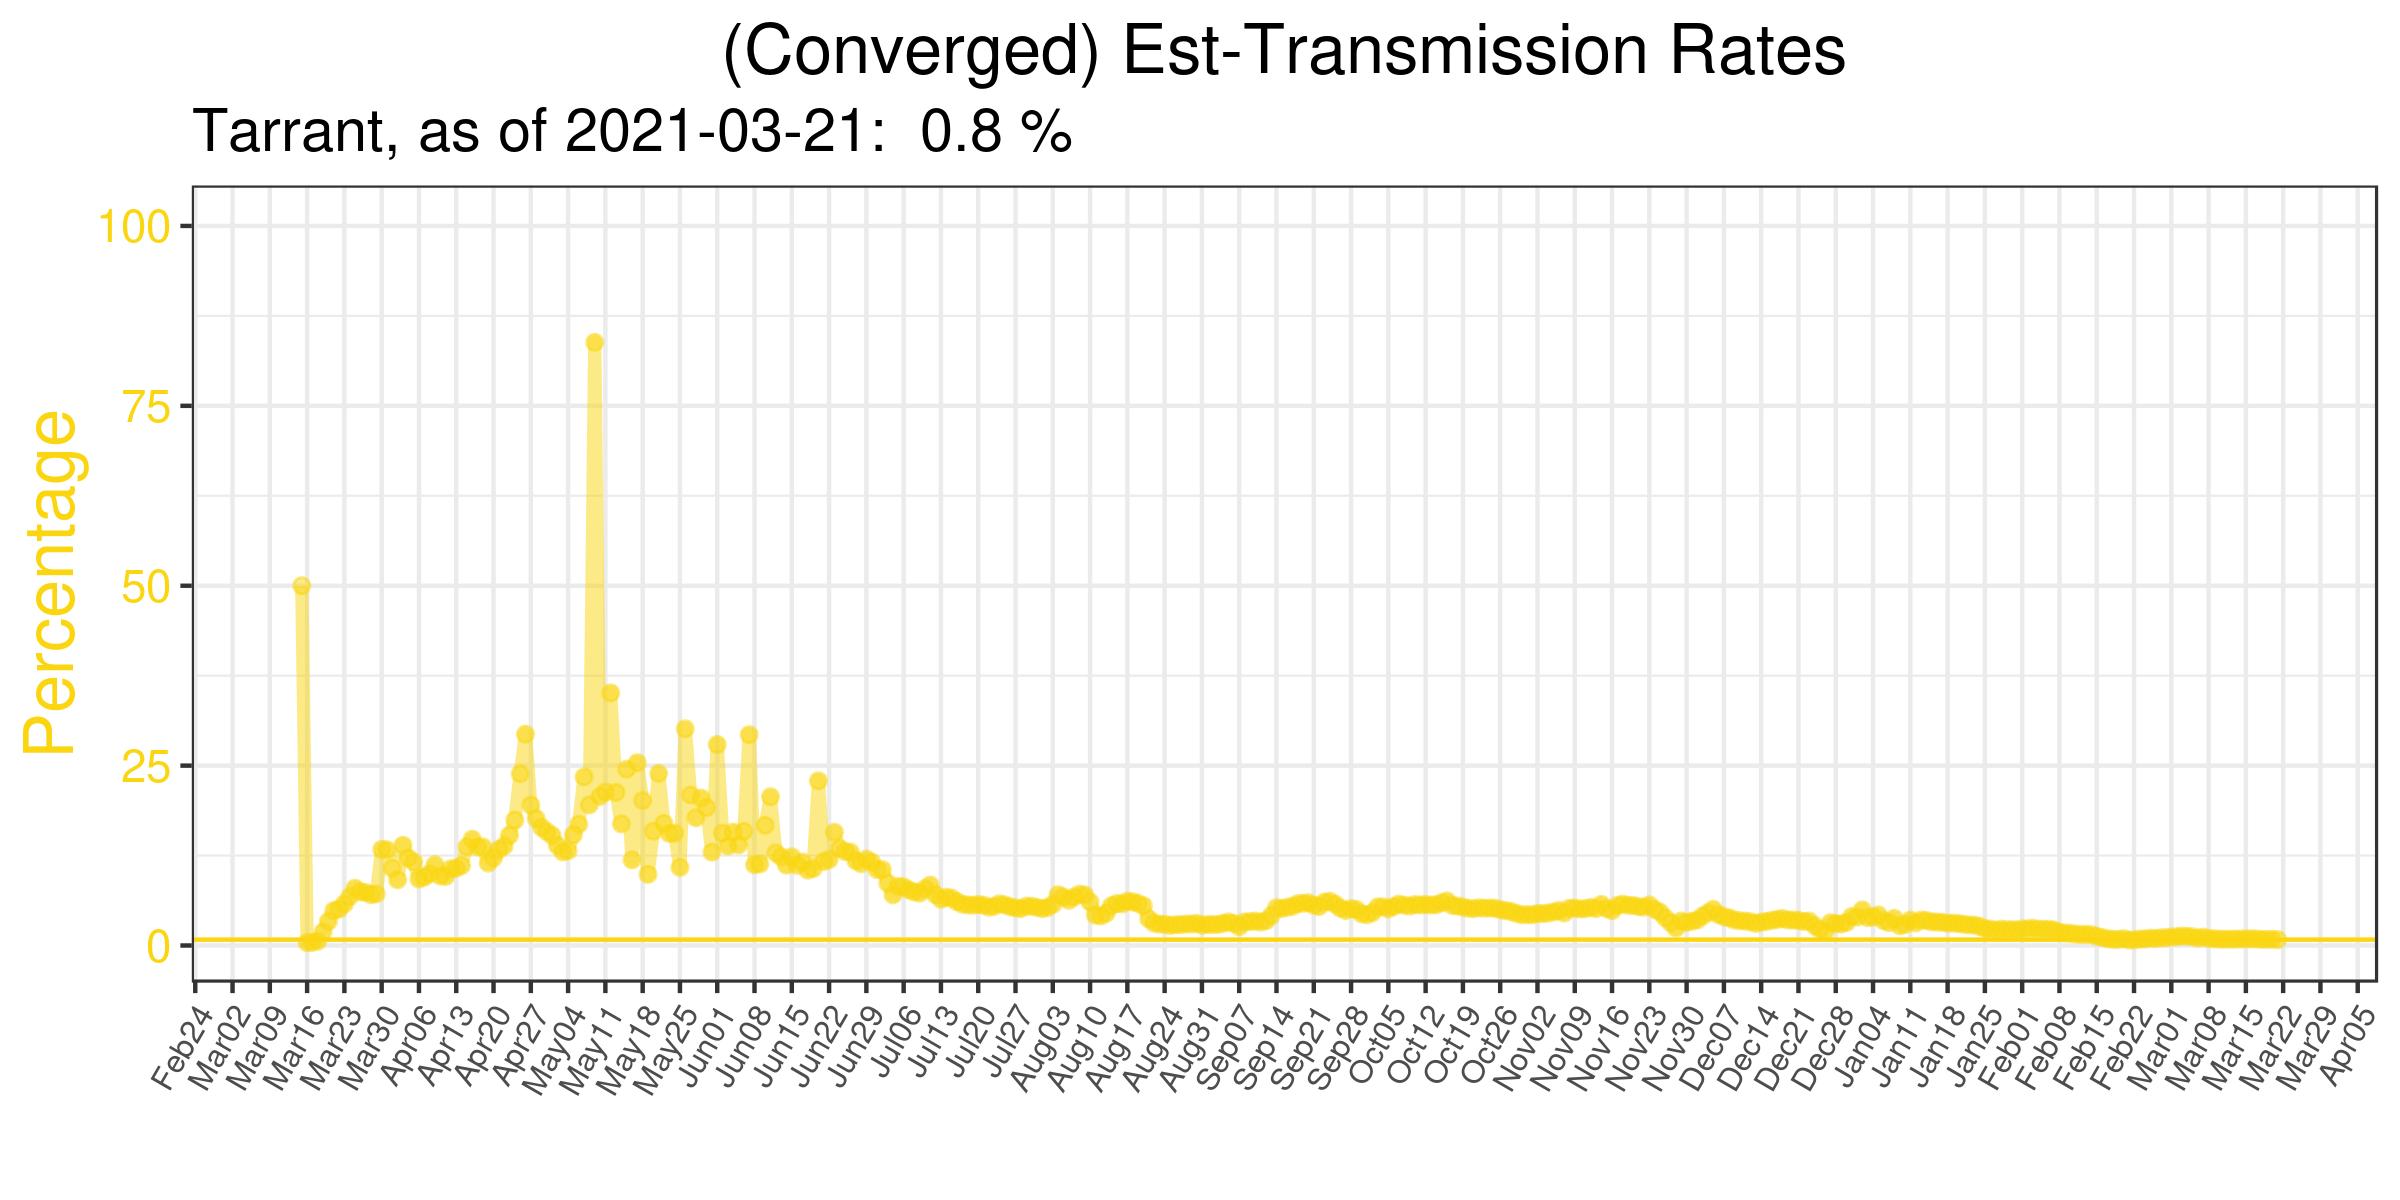 (Converged) Est-Transmission Rates
Tarrant, as of 2021-03-21:  0.8 %
Percentage
100
75
50
25
0
Feb24
Mar02
Mar09
Mar16
Mar23
Mar30
Apr06
Apr13
Apr20
Apr27
May04
May11
May18
May25
Jun01
Jun08
Jun15
Jun22
Jun29
Jul06
Jul13
Jul20
Jul27
Aug03
Aug10
Aug17
Aug24
Aug31
Sep07
Sep14
Sep21
Sep28
Oct05
Oct12
Oct19
Oct26
Nov02
Nov09
Nov16
Nov23
Nov30
Dec07
Dec14
Dec21
Dec28
Jan04
Jan11
Jan18
Jan25
Feb01
Feb08
Feb15
Feb22
Mar01
Mar08
Mar15
Mar22
Mar29
Apr05